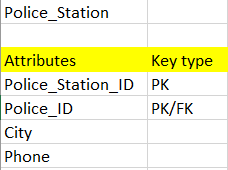 Police_Station
Attributes Key type
Police_Station_ID PK
Police_ID PK/FK
City
Phone